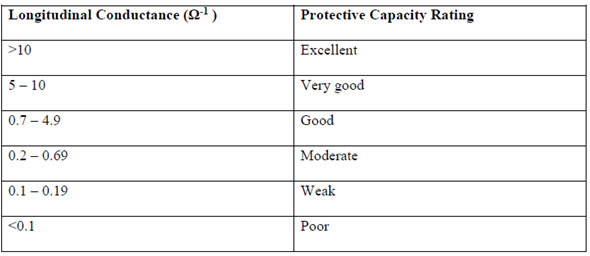 Longitudinal Conductance (Ω⁻¹ ) Protective Capacity Rating
>10 Excellent
5 – 10 Very good
0.7 – 4.9 Good
0.2 – 0.69 Moderate
0.1 – 0.19 Weak
<0.1 Poor